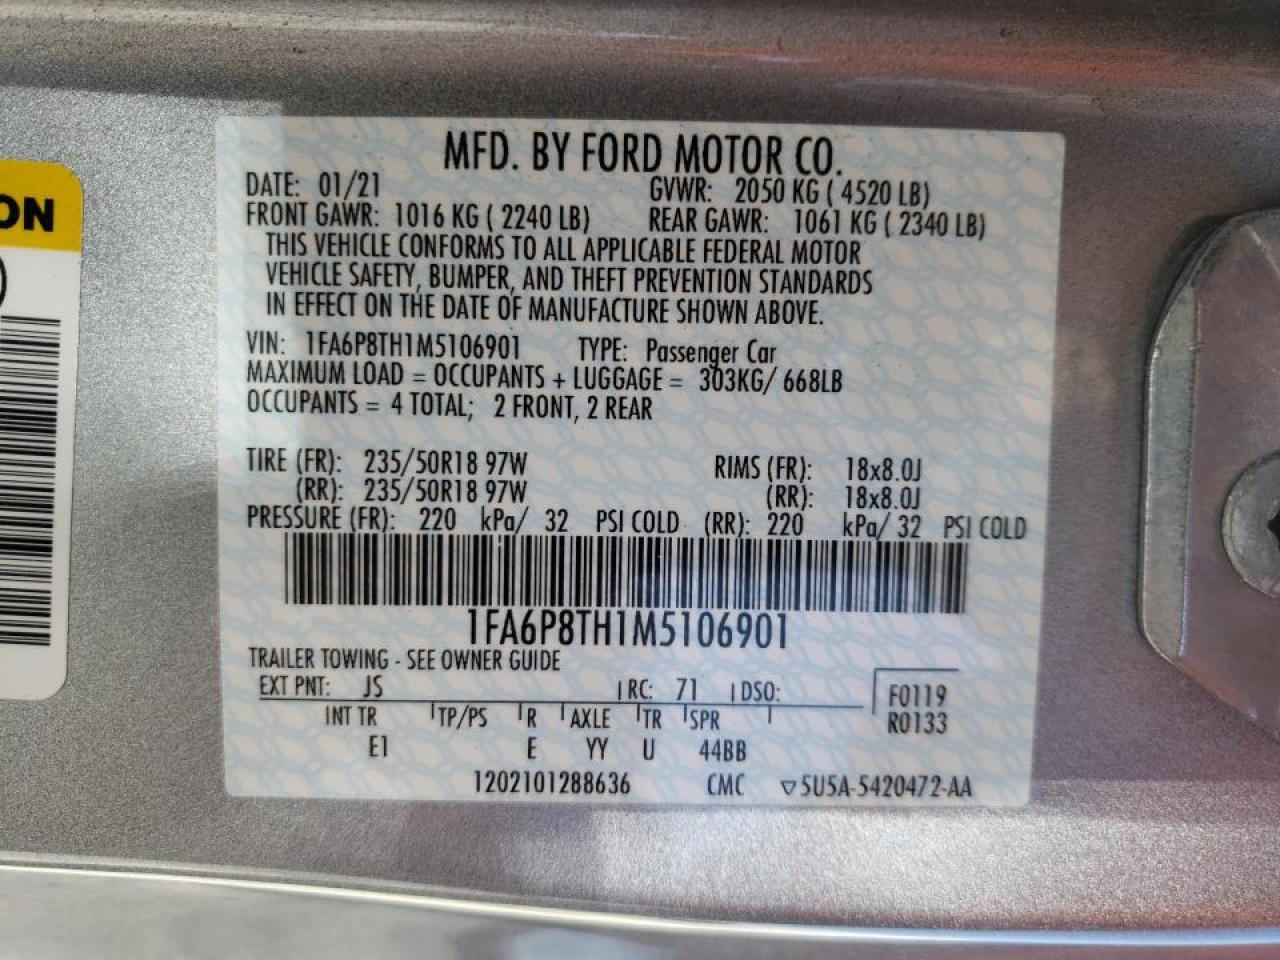 ON
MFD. BY FORD MOTOR CO.
DATE: 01/21 GVWR: 2050 KG ( 4520 LB)
FRONT GAWR: 1016 KG ( 2240 LB) REAR GAWR: 1061 KG ( 2340 LB)
THIS VEHICLE CONFORMS TO ALL APPLICABLE FEDERAL MOTOR
VEHICLE SAFETY, BUMPER, AND THEFT PREVENTION STANDARDS
IN EFFECT ON THE DATE OF MANUFACTURE SHOWN ABOVE.
VIN: 1FA6P8TH1M5106901 TYPE: Passenger Car
MAXIMUM LOAD = OCCUPANTS + LUGGAGE = 303KG/ 668LB
OCCUPANTS = 4 TOTAL; 2 FRONT, 2 REAR
TIRE (FR): 235/50R18 97W RIMS (FR): 18x8.0J
(RR): 235/50R18 97W (RR): 18x8.0J
PRESSURE (FR): 220 kPa/ 32 PSI COLD (RR): 220 kPa/ 32 PSI COLD
1FA6P8TH1M5106901
TRAILER TOWING - SEE OWNER GUIDE
EXT PNT: JS RC: 71 DSO: F0119
INT TR TP/PS R AXLE TR SPR R0133
E1 E YY U 44BB
1202101288636 CMC ▽5U5A-5420472-AA